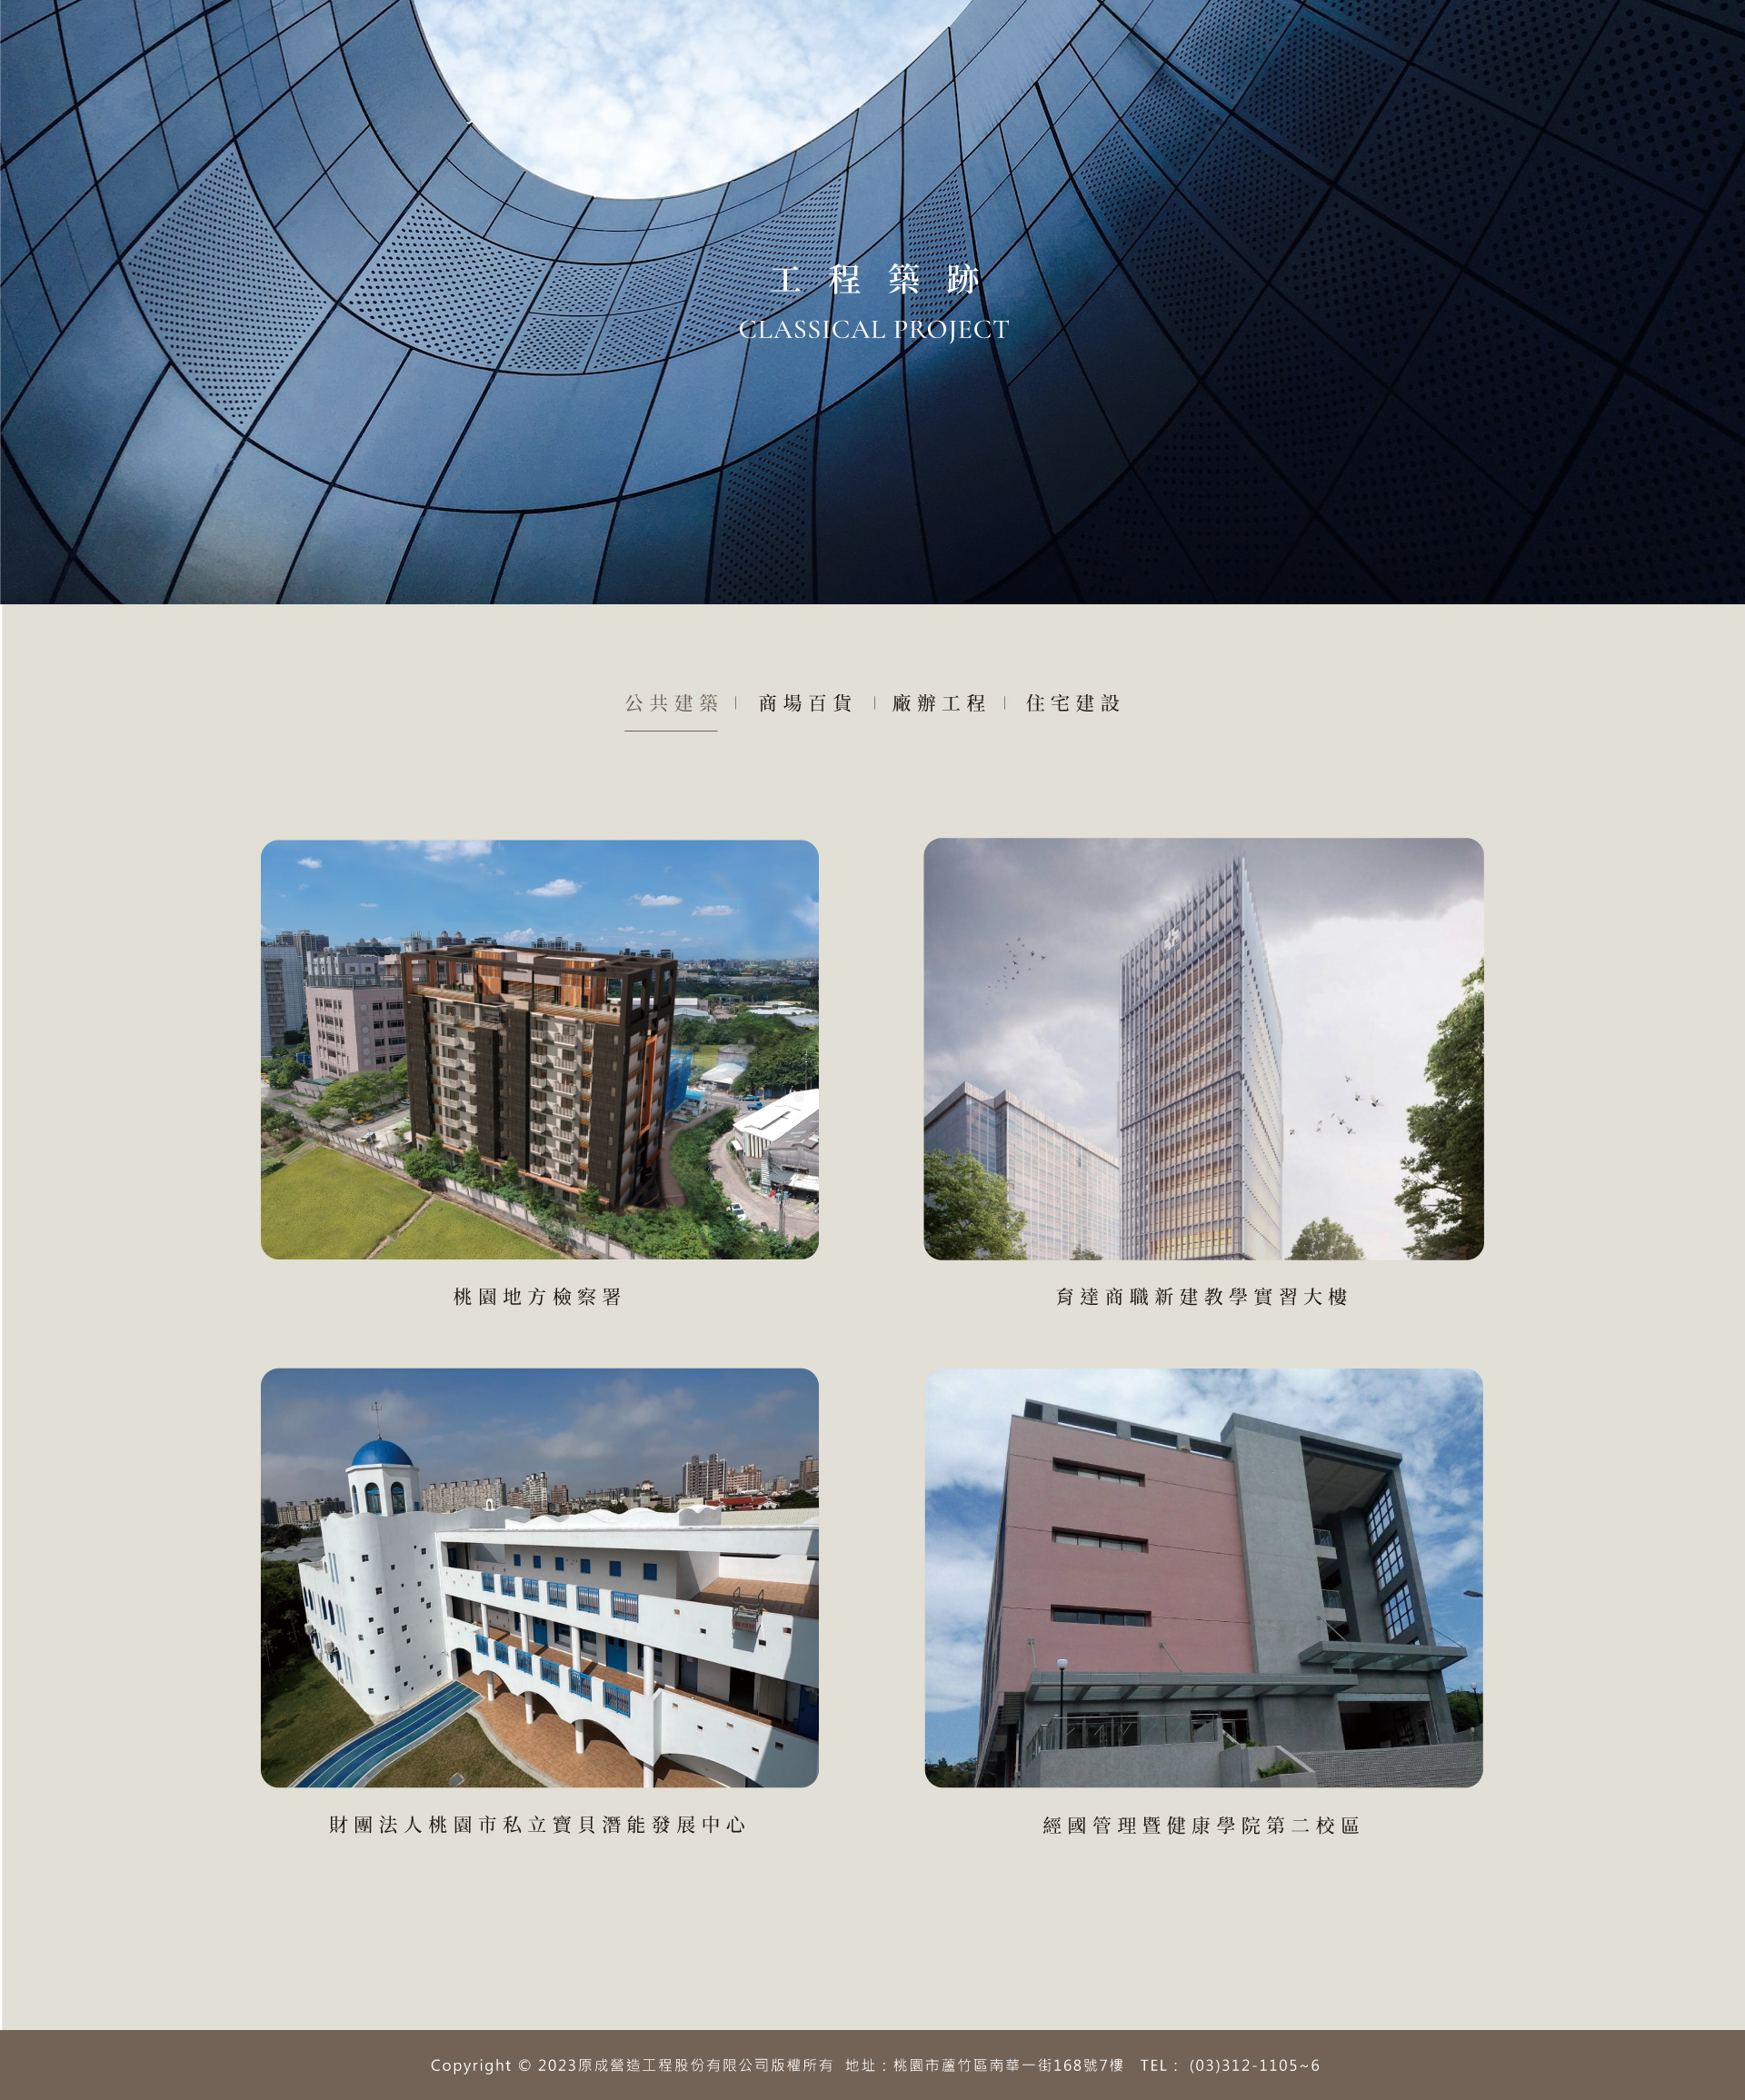 工程築跡
CLASSICAL PROJECT
公共建築 | 商場百貨 | 廠辦工程 | 住宅建設
桃園地方檢察署
育達商職新建教學實習大樓
財團法人桃園市私立寶貝潛能發展中心
經國管理暨健康學院第二校區
Copyright © 2023原成營造工程股份有限公司版權所有 地址：桃園市蘆竹區南華一街168號7樓 TEL： (03)312-1105~6